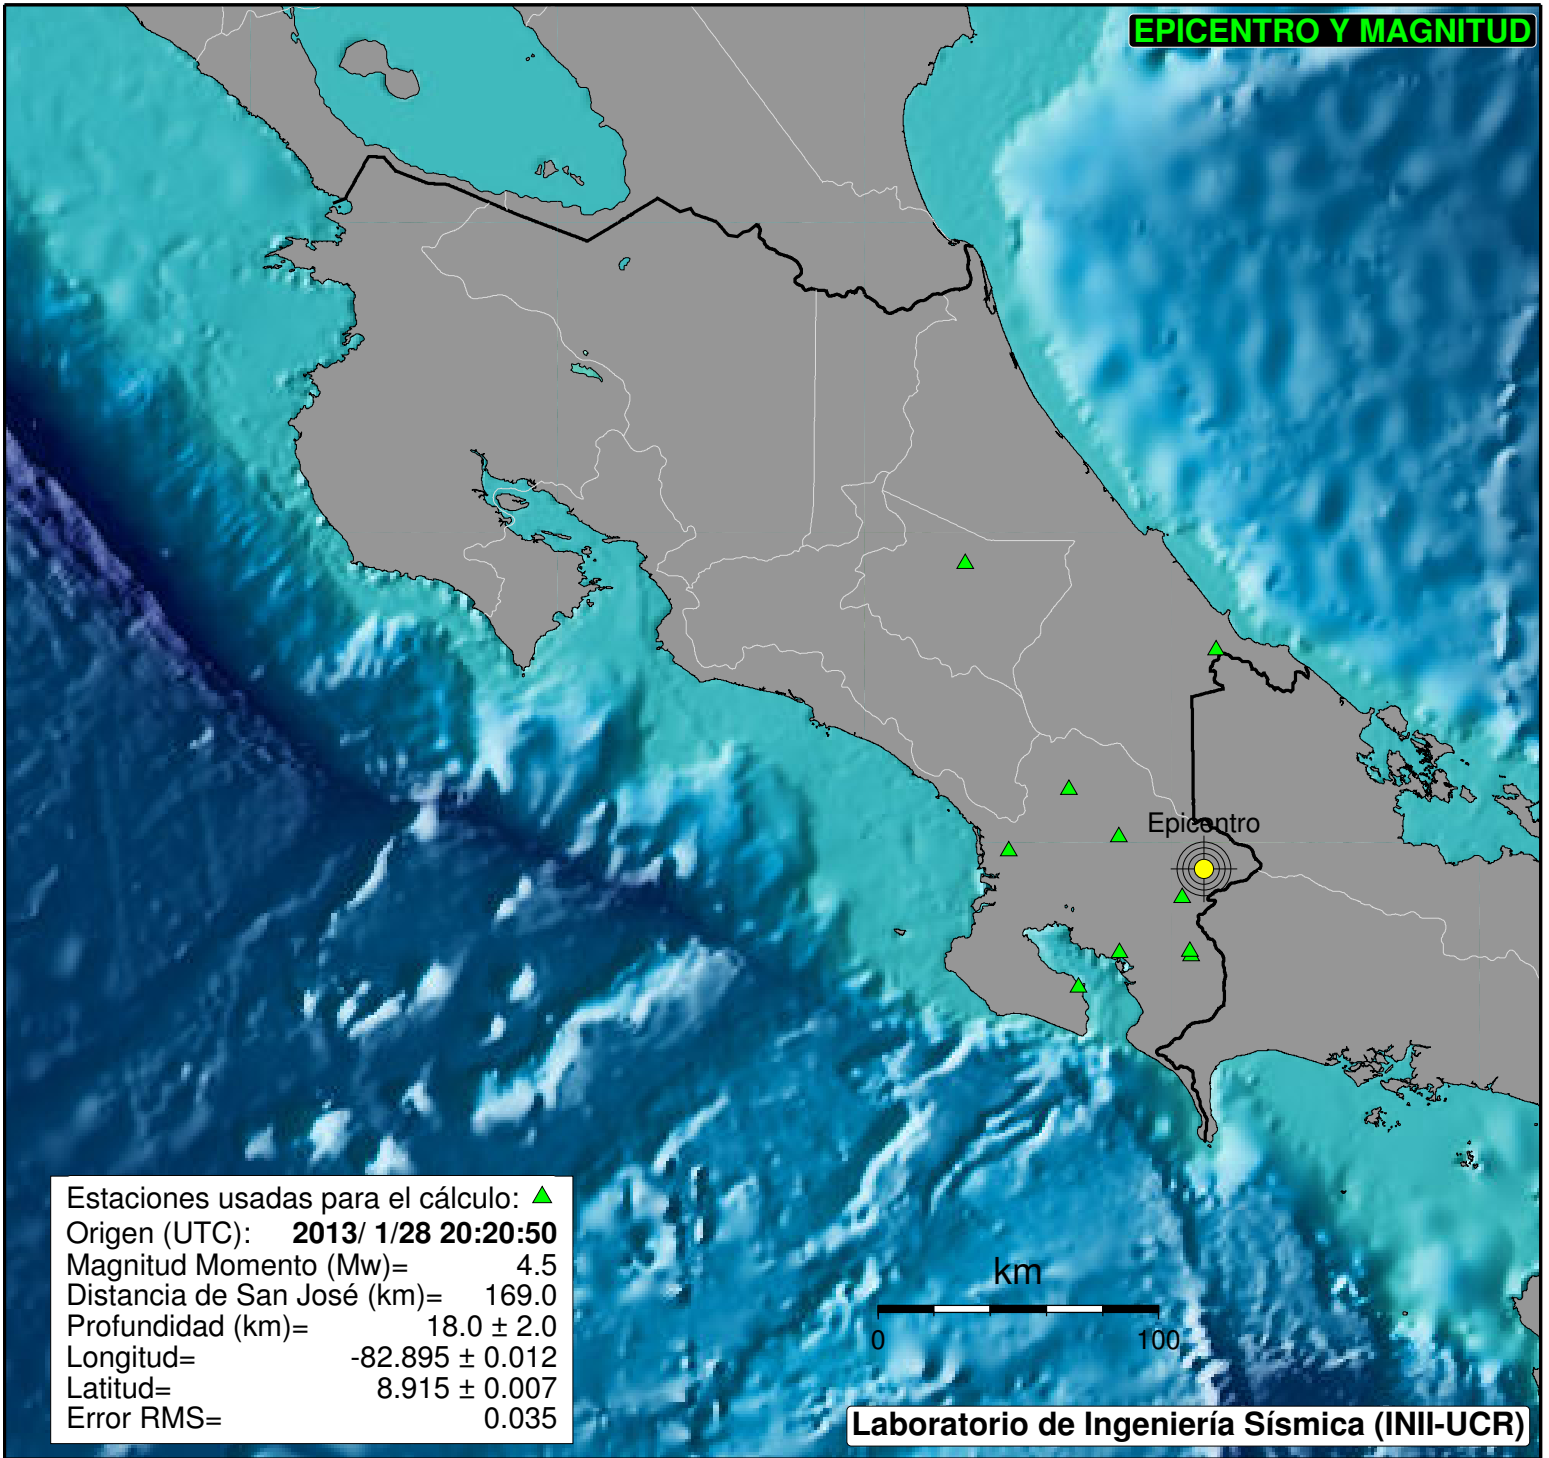 EPICENTRO Y MAGNITUD
Epicentro
Estaciones usadas para el cálculo:
Origen (UTC): 2013/ 1/28 20:20:50
Magnitud Momento (Mw)= 4.5
Distancia de San José (km)= 169.0
Profundidad (km)= 18.0 ± 2.0
Longitud= -82.895 ± 0.012
Latitud= 8.915 ± 0.007
Error RMS= 0.035
km
0 100
Laboratorio de Ingeniería Sísmica (INII-UCR)